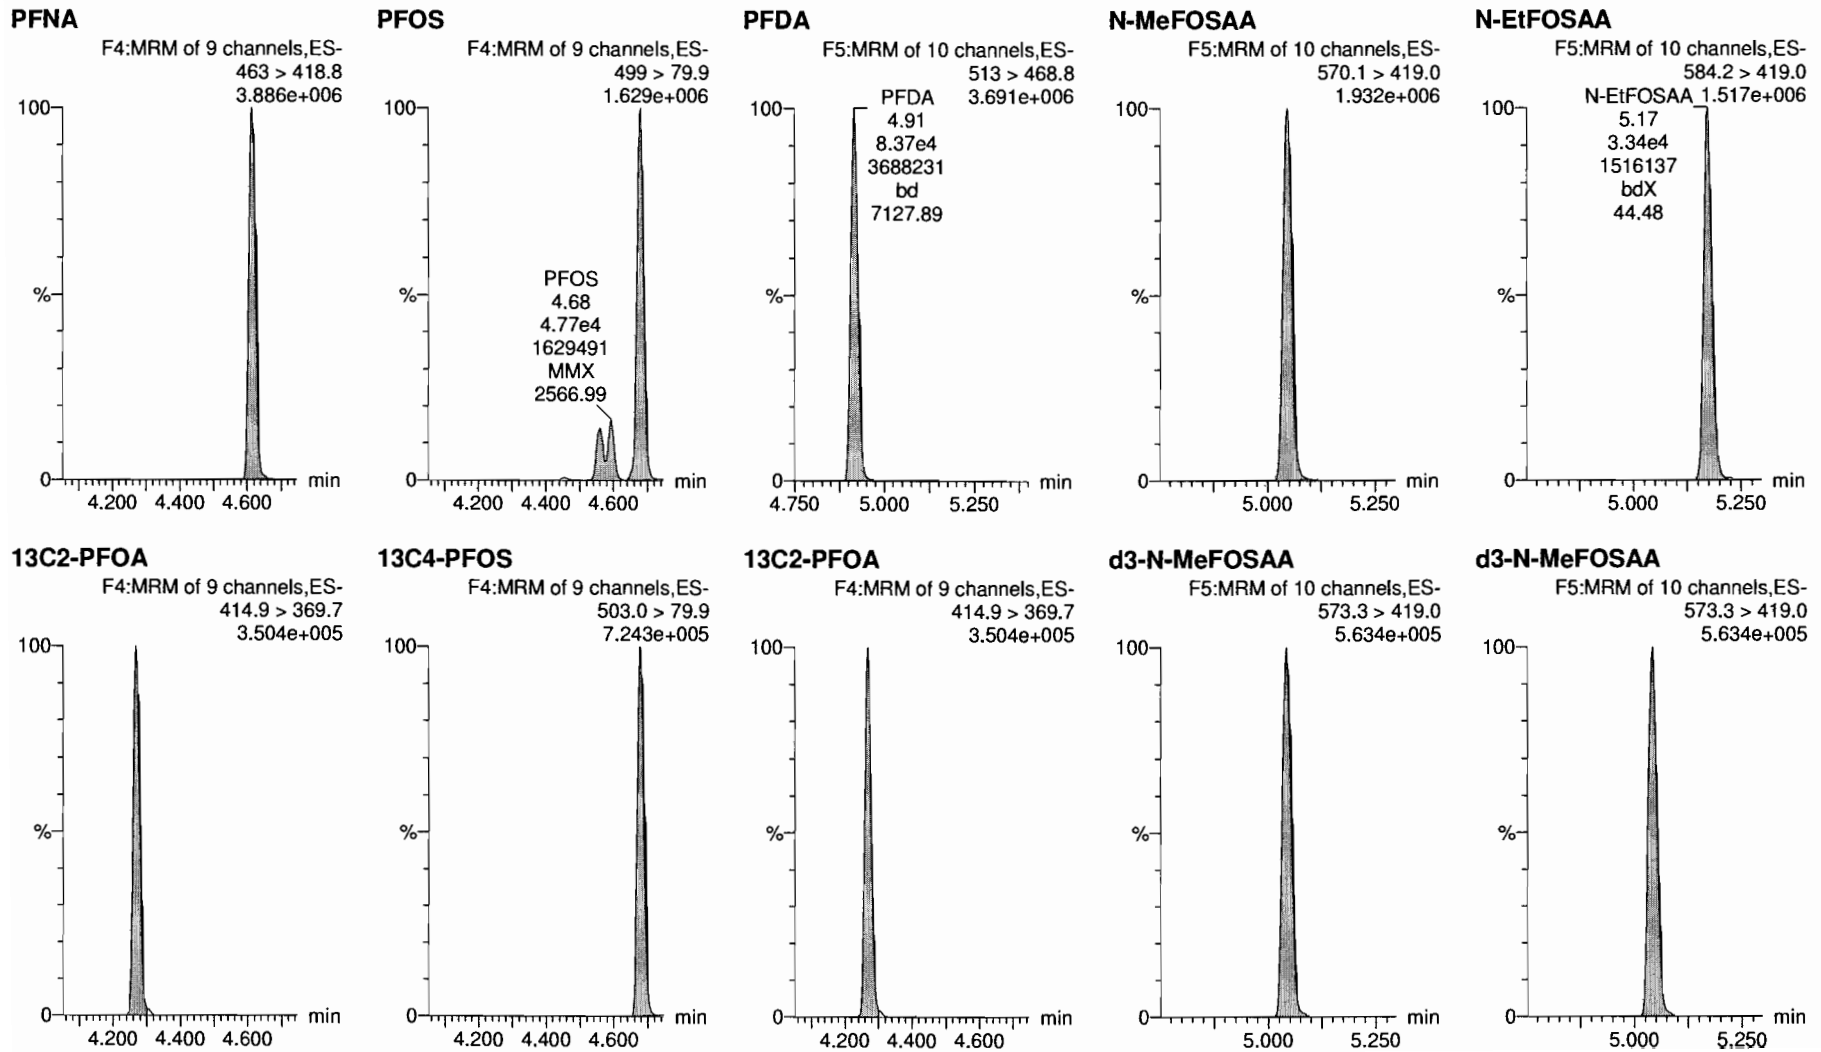 PFNA
F4:MRM of 9 channels,ES-
463 > 418.8
3.886e+006
100
%
0
min
4.200 4.400 4.600
PFOS
F4:MRM of 9 channels,ES-
499 > 79.9
1.629e+006
100
PFOS
4.68
4.77e4
1629491
MMX
2566.99
%
0
min
4.200 4.400 4.600
PFDA
F5:MRM of 10 channels,ES-
513 > 468.8
3.691e+006
100
PFDA
4.91
8.37e4
3688231
bd
7127.89
%
0
min
4.750 5.000 5.250
N-MeFOSAA
F5:MRM of 10 channels,ES-
570.1 > 419.0
1.932e+006
100
%
0
min
5.000 5.250
N-EtFOSAA
F5:MRM of 10 channels,ES-
584.2 > 419.0
1.517e+006
100
N-EtFOSAA
5.17
3.34e4
1516137
bdX
44.48
%
0
min
5.000 5.250
13C2-PFOA
F4:MRM of 9 channels,ES-
414.9 > 369.7
3.504e+005
100
%
0
min
4.200 4.400 4.600
13C4-PFOS
F4:MRM of 9 channels,ES-
503.0 > 79.9
7.243e+005
100
%
0
min
4.200 4.400 4.600
13C2-PFOA
F4:MRM of 9 channels,ES-
414.9 > 369.7
3.504e+005
100
%
0
min
4.200 4.400 4.600
d3-N-MeFOSAA
F5:MRM of 10 channels,ES-
573.3 > 419.0
5.634e+005
100
%
0
min
5.000 5.250
d3-N-MeFOSAA
F5:MRM of 10 channels,ES-
573.3 > 419.0
5.634e+005
100
%
0
min
5.000 5.250